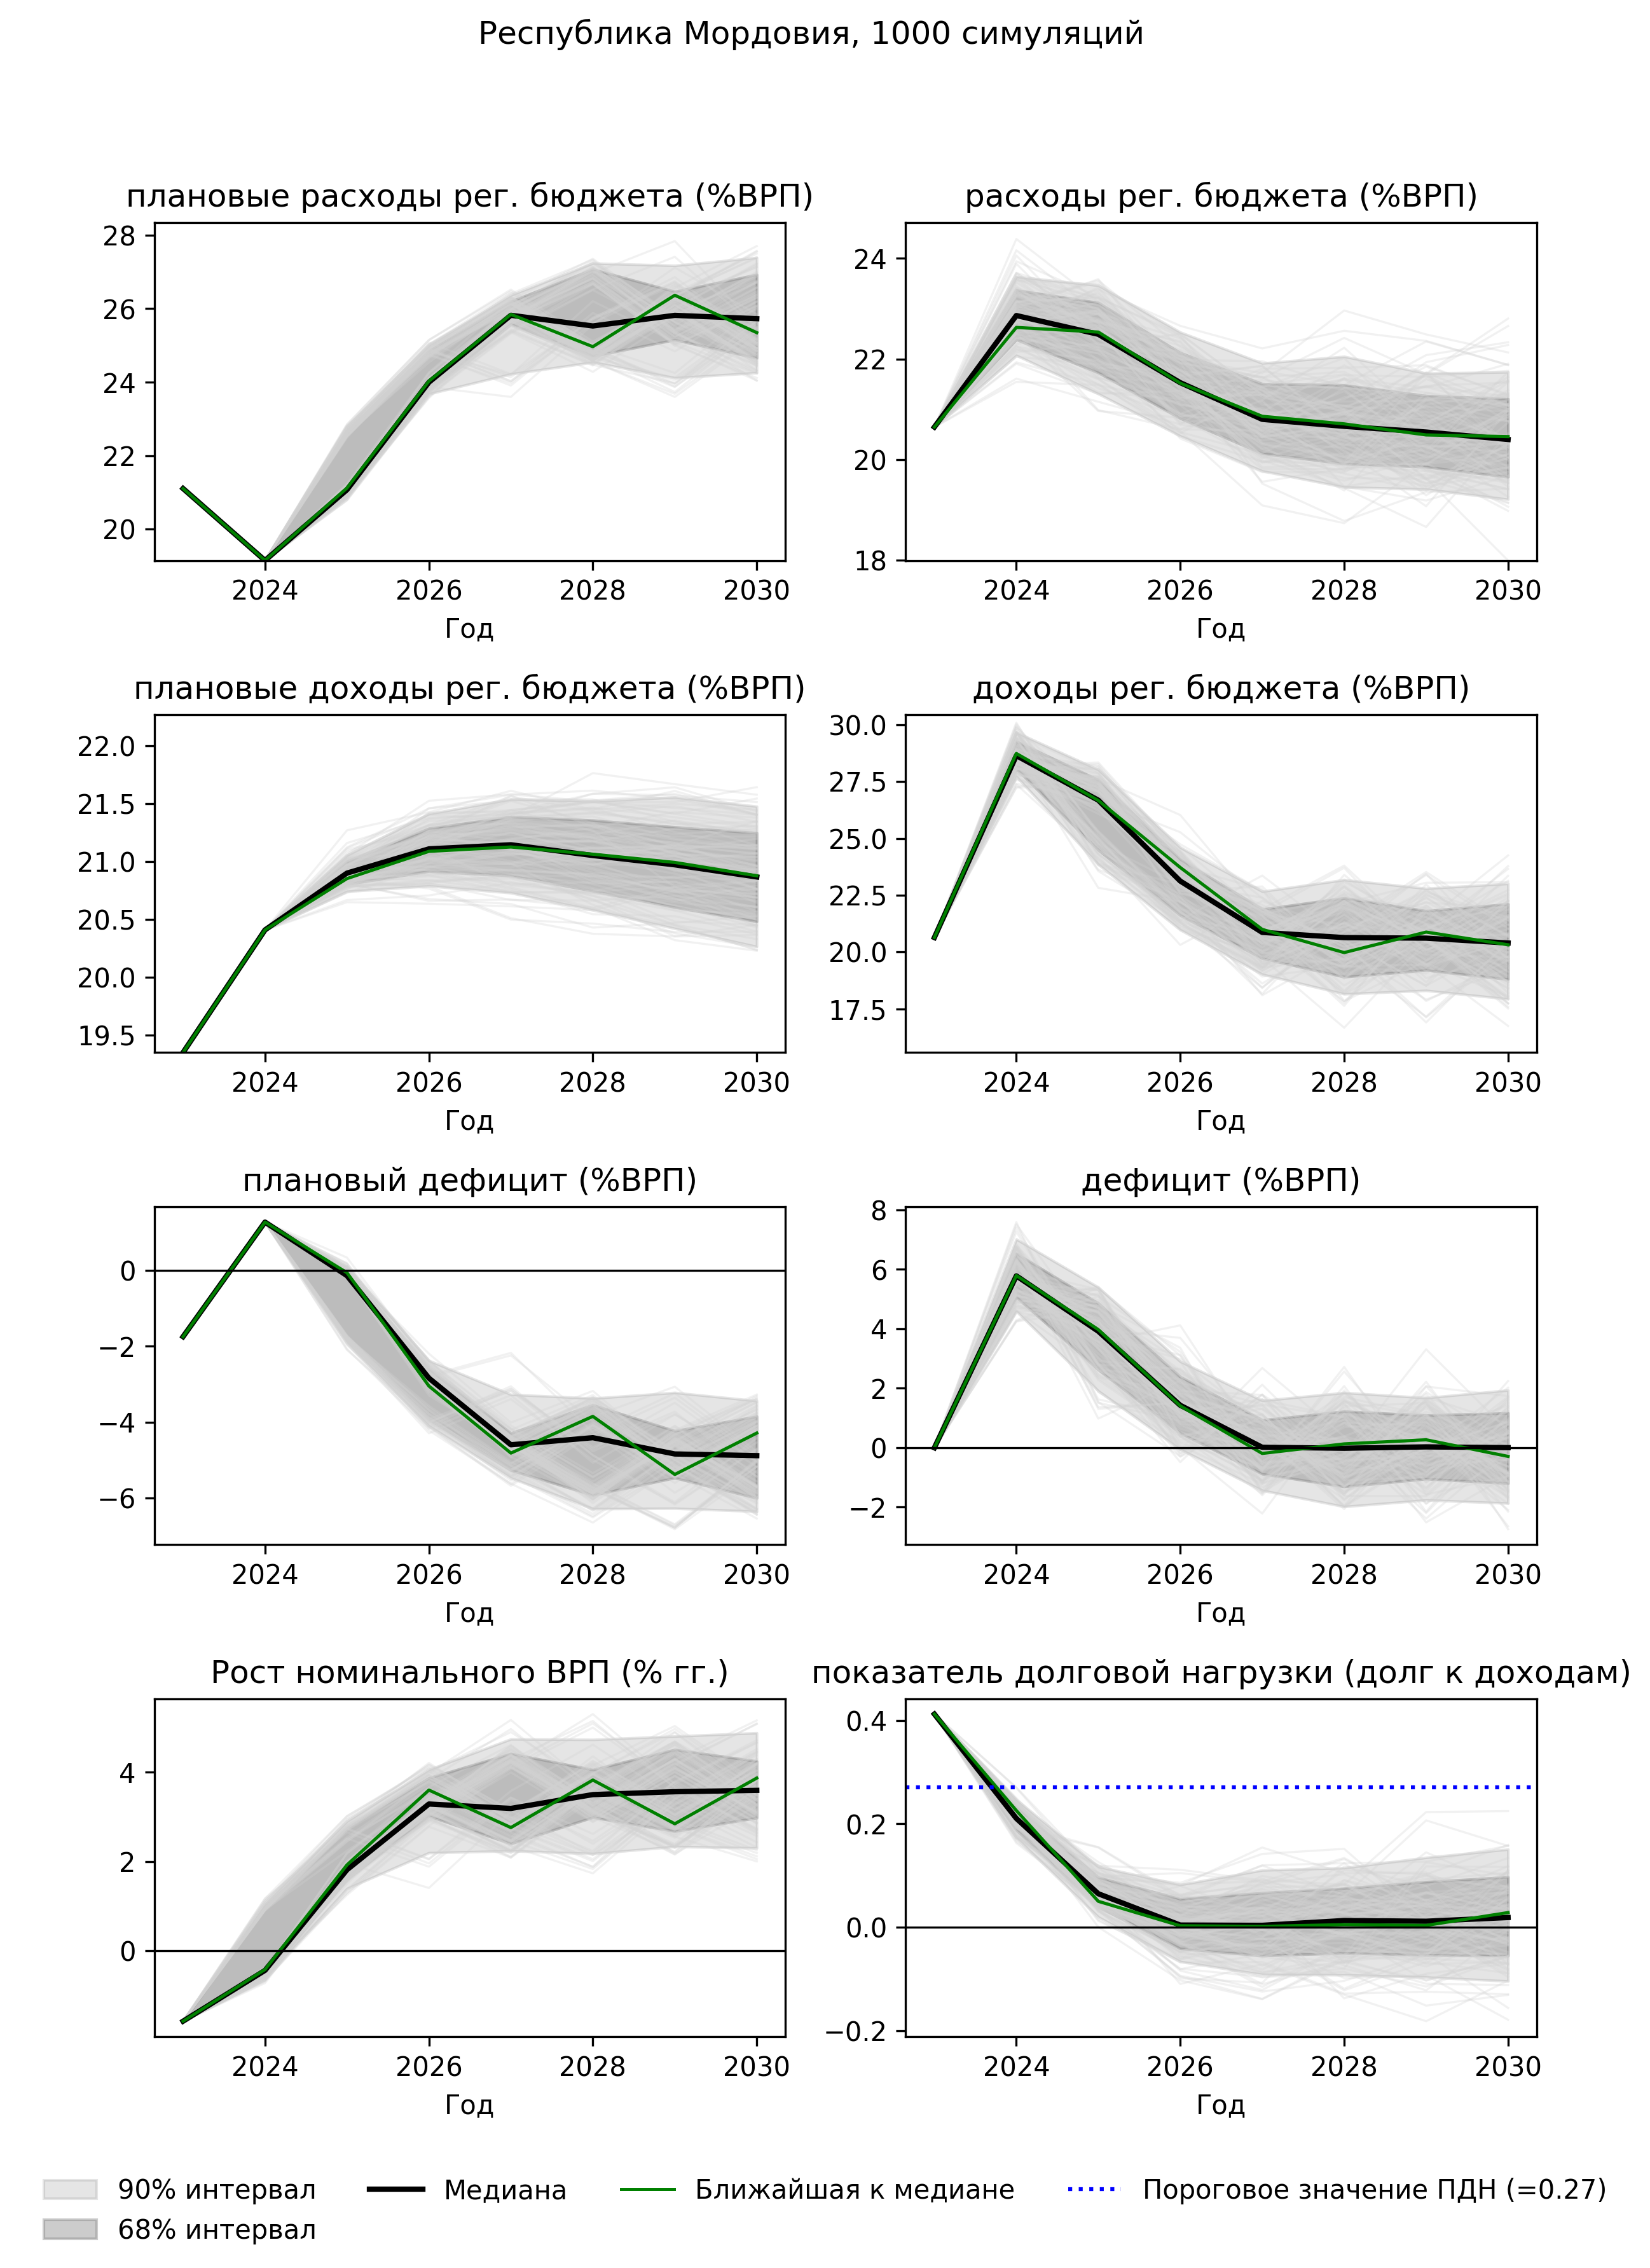 Республика Мордовия, 1000 симуляций
плановые расходы рег. бюджета (%ВРП)
28
26
24
22
20
2024 2026 2028 2030
Год
расходы рег. бюджета (%ВРП)
24
22
20
18
2024 2026 2028 2030
Год
плановые доходы рег. бюджета (%ВРП)
22.0
21.5
21.0
20.5
20.0
19.5
2024 2026 2028 2030
Год
доходы рег. бюджета (%ВРП)
30.0
27.5
25.0
22.5
20.0
17.5
2024 2026 2028 2030
Год
плановый дефицит (%ВРП)
0
−2
−4
−6
2024 2026 2028 2030
Год
дефицит (%ВРП)
8
6
4
2
0
−2
2024 2026 2028 2030
Год
Рост номинального ВРП (% гг.)
4
2
0
2024 2026 2028 2030
Год
показатель долговой нагрузки (долг к доходам)
0.4
0.2
0.0
−0.2
2024 2026 2028 2030
Год
90% интервал
68% интервал
Медиана
Ближайшая к медиане
Пороговое значение ПДН (=0.27)